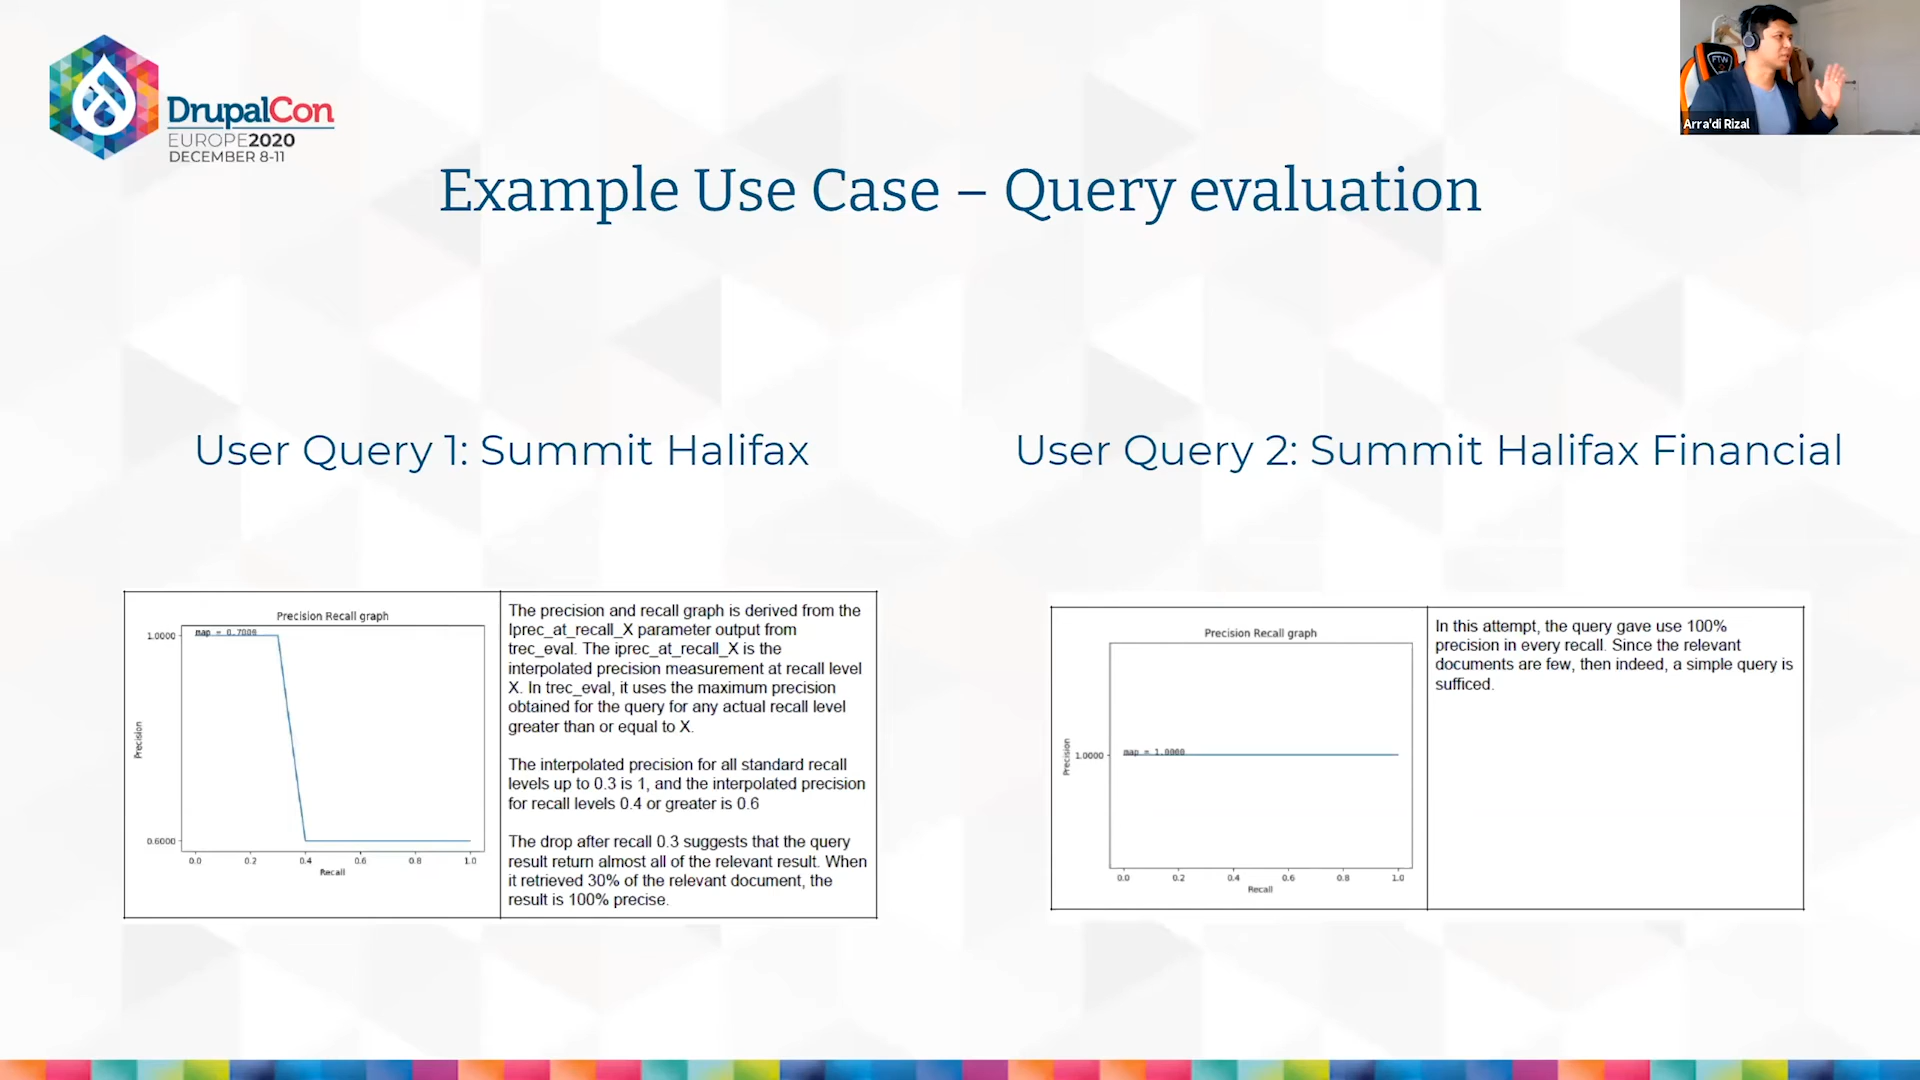 DrupalCon
EUROPE2020
DECEMBER 8-11
FTW
Arra'di Rizal
Example Use Case – Query evaluation
User Query 1: Summit Halifax
Precision Recall graph
map = 0.7000
1.0000
0.6000
Precision
0.0 0.2 0.4 0.6 0.8 1.0
Recall
The precision and recall graph is derived from the
Iprec_at_recall_X parameter output from
trec_eval. The iprec_at_recall_X is the
interpolated precision measurement at recall level
X. In trec_eval, it uses the maximum precision
obtained for the query for any actual recall level
greater than or equal to X.
The interpolated precision for all standard recall
levels up to 0.3 is 1, and the interpolated precision
for recall levels 0.4 or greater is 0.6
The drop after recall 0.3 suggests that the query
result return almost all of the relevant result. When
it retrieved 30% of the relevant document, the
result is 100% precise.
User Query 2: Summit Halifax Financial
Precision Recall graph
map = 1.0000
1.0000
Precision
0.0 0.2 0.4 0.6 0.8 1.0
Recall
In this attempt, the query gave use 100%
precision in every recall. Since the relevant
documents are few, then indeed, a simple query is
sufficed.